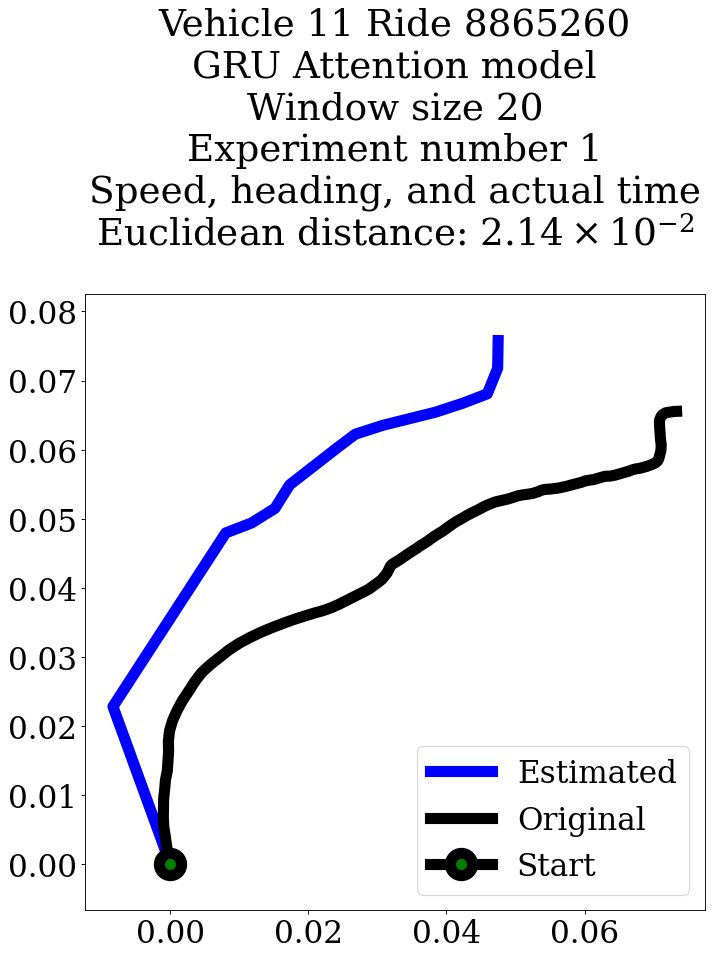 Vehicle 11 Ride 8865260
GRU Attention model
Window size 20
Experiment number 1
Speed, heading, and actual time
Euclidean distance: 2.14 × 10⁻²
0.08
0.07
0.06
0.05
0.04
0.03
0.02
0.01
0.00
Estimated
Original
Start
0.00 0.02 0.04 0.06